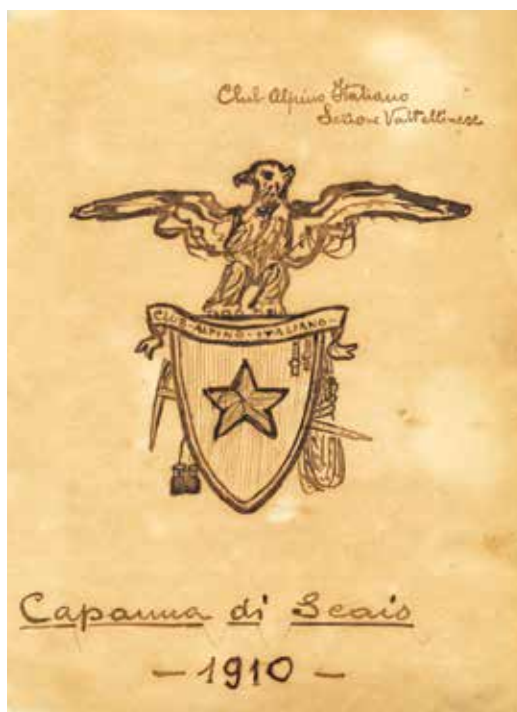 Club Alpino Italiano
Sezione Valtellinese
CLUB-ALPINO-ITALIANO-
Capanna di Scais
- 1910 -